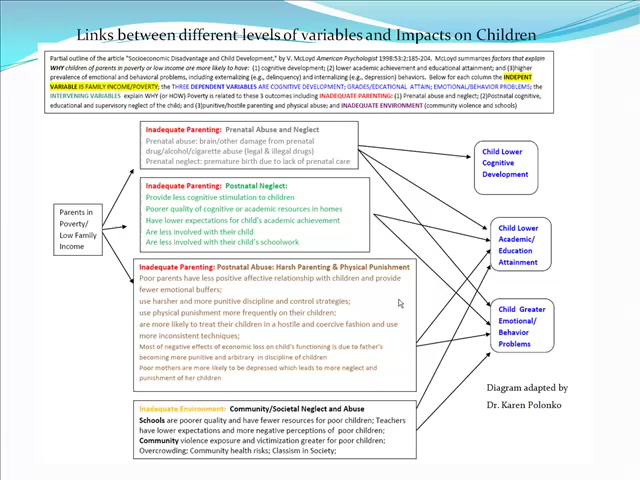 Links between different levels of variables and Impacts on Children
Partial outline of the article "Socioeconomic Disadvantage and Child Development," by V. McLoyd American Psychologist 1998:53:2:185-204. McLoyd summarizes factors that explain
WHY children of parents in poverty or low income are more likely to have: (1) cognitive development; (2) lower academic achievement and educational attainment; and (3)higher
prevalence of emotional and behavioral problems, including externalizing (e.g., delinquency) and internalizing (e.g., depression) behaviors. Below for each column the INDEPENT
VARIABLE IS FAMILY INCOME/POVERTY; the THREE DEPENDENT VARIABLES ARE COGNITIVE DEVELOPMENT; GRADES/EDCATIONAL ATTAIN; EMOTIONAL/BEHAVIOR PROBLEMS; the
INTERVENING VARIABLES explain WHY (or HOW) Poverty is related to these 3 outcomes including INADEQUATE PARENTING: (1) Prenatal abuse and neglect; (2)Postnatal cognitive,
educational and supervisory neglect of the child; and (3)punitive/hostile parenting and physical abuse; and INADEQUATE ENVIRONMENT (community violence and schools)
Inadequate Parenting: Prenatal Abuse and Neglect
Prenatal abuse: brain/other damage from prenatal
drug/alcohol/cigarette abuse (legal & illegal drugs)
Prenatal neglect: premature birth due to lack of prenatal care
Child Lower
Cognitive
Development
Inadequate Parenting: Postnatal Neglect:
Provide less cognitive stimulation to children
Poorer quality of cognitive or academic resources in homes
Have lower expectations for child's academic achievement
Are less involved with their child
Are less involved with their child's schoolwork
Parents in
Poverty/
Low Family
Income
Child Lower
Academic/
Education
Attainment
Inadequate Parenting: Postnatal Abuse: Harsh Parenting & Physical Punishment
Poor parents have less positive affective relationship with children and provide
fewer emotional buffers;
use harsher and more punitive discipline and control strategies;
use physical punishment more frequently on their children;
are more likely to treat their children in a hostile and coercive fashion and use
more inconsistent techniques;
Most of negative effects of economic loss on child's functioning is due to father's
becoming more punitive and arbitrary in discipline of children
Poor mothers are more likely to be depressed which leads to more neglect and
punishment of her children
Child Greater
Emotional/
Behavior
Problems
Diagram adapted by
Dr. Karen Polonko
Inadequate Environment: Community/Societal Neglect and Abuse
Schools are poorer quality and have fewer resources for poor children; Teachers
have lower expectations and more negative perceptions of poor children;
Community violence exposure and victimization greater for poor children;
Overcrowding; Community health risks; Classism in Society;